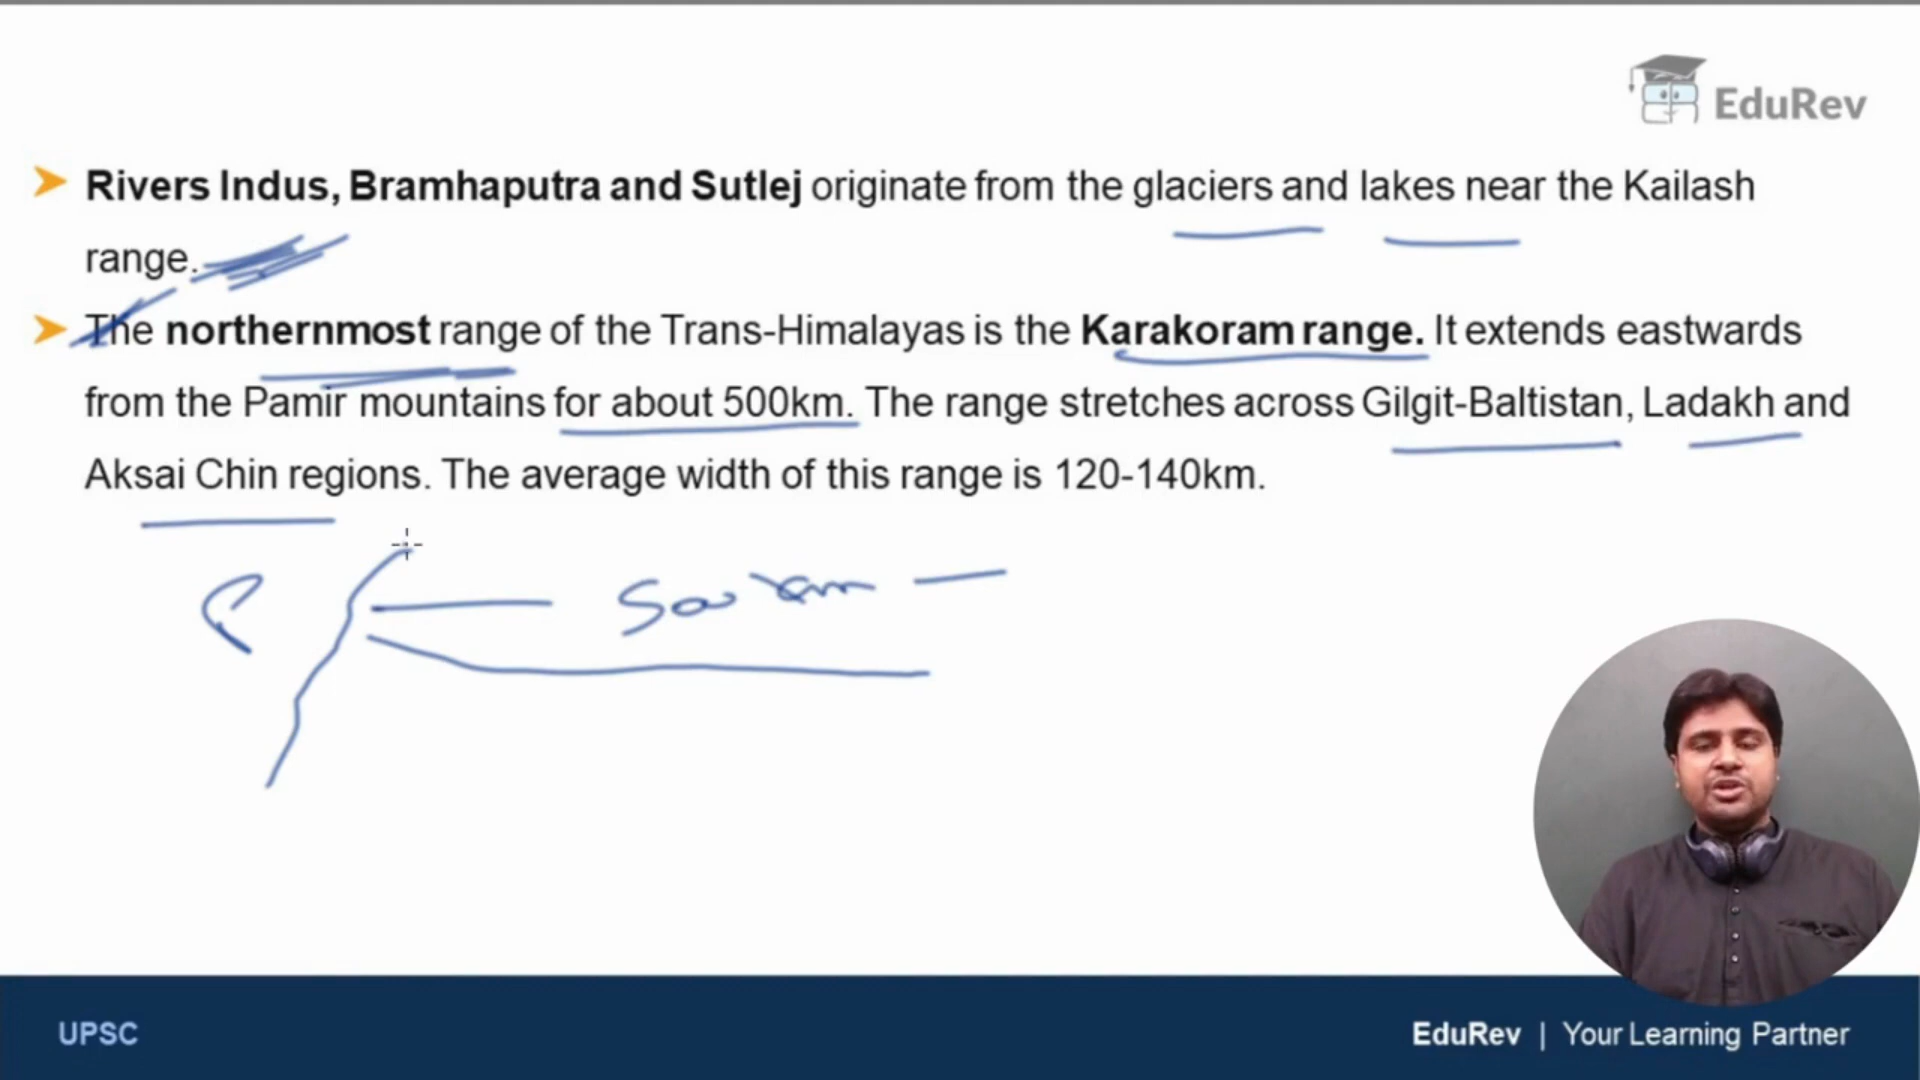 EduRev
Rivers Indus, Bramhaputra and Sutlej originate from the glaciers and lakes near the Kailash
range.
The northernmost range of the Trans-Himalayas is the Karakoram range. It extends eastwards
from the Pamir mountains for about 500km. The range stretches across Gilgit-Baltistan, Ladakh and
Aksai Chin regions. The average width of this range is 120-140km.
UPSC
EduRev | Your Learning Partner